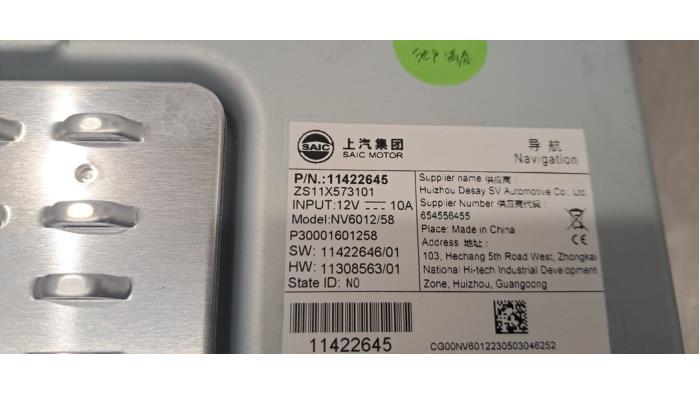 SAIC
上汽集团
SAIC MOTOR
导航
Navigation
P/N.:11422645
ZS11X573101
INPUT:12V 10A
Model:NV6012/58
P30001601258
SW: 11422646/01
HW: 11308563/01
State ID: NO
Supplier name 供应商:
Huizhou Desay SV Automotive Co., Ltd.
Supplier Number 供应商代码:
654556455
Place: Made in China
Address 地址:
103, Hechang 5th Road West, Zhongkai
National Hi-tech Industrial Development
Zone, Huizhou, Guangdong
CE
11422645
CG00NV6012230503046252